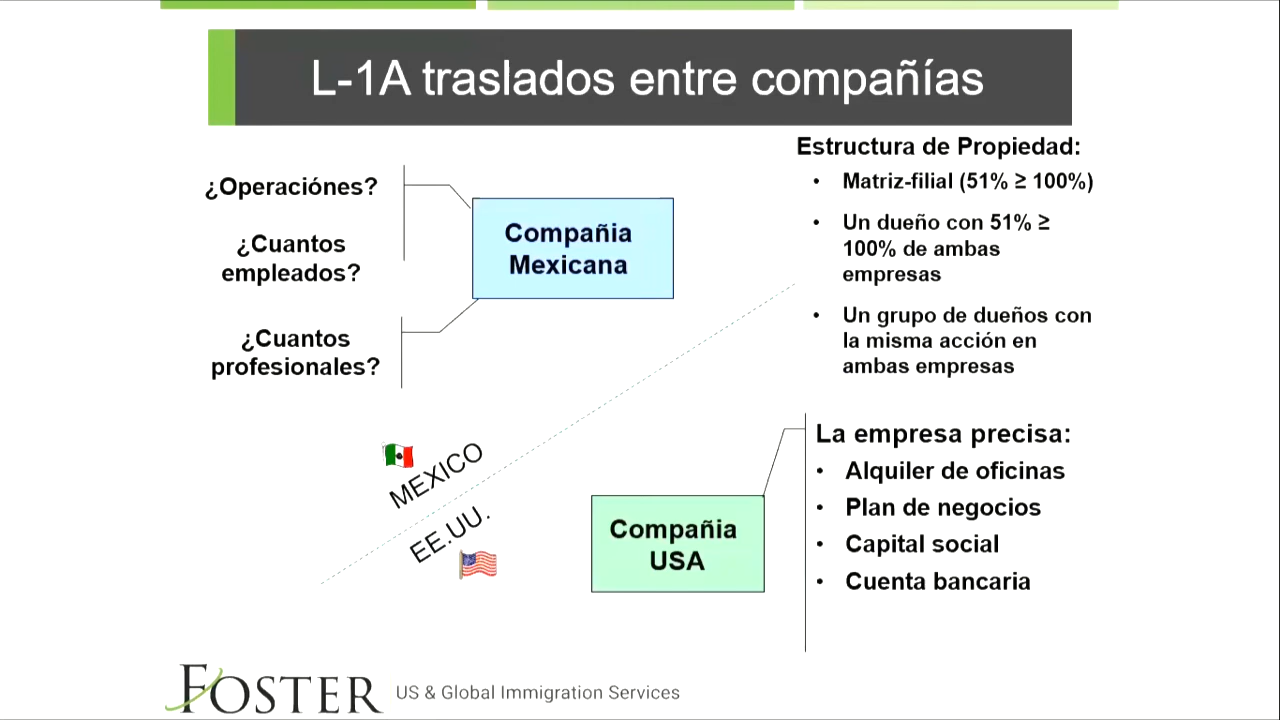 L-1A traslados entre compañías
¿Operaciónes?
¿Cuantos
empleados?
¿Cuantos
profesionales?
Compañia
Mexicana
Estructura de Propiedad:
• Matriz-filial (51% ≥ 100%)
• Un dueño con 51% ≥
100% de ambas
empresas
• Un grupo de dueños con
la misma acción en
ambas empresas
MEXICO
EE.UU.
Compañia
USA
La empresa precisa:
• Alquiler de oficinas
• Plan de negocios
• Capital social
• Cuenta bancaria
FOSTER US & Global Immigration Services